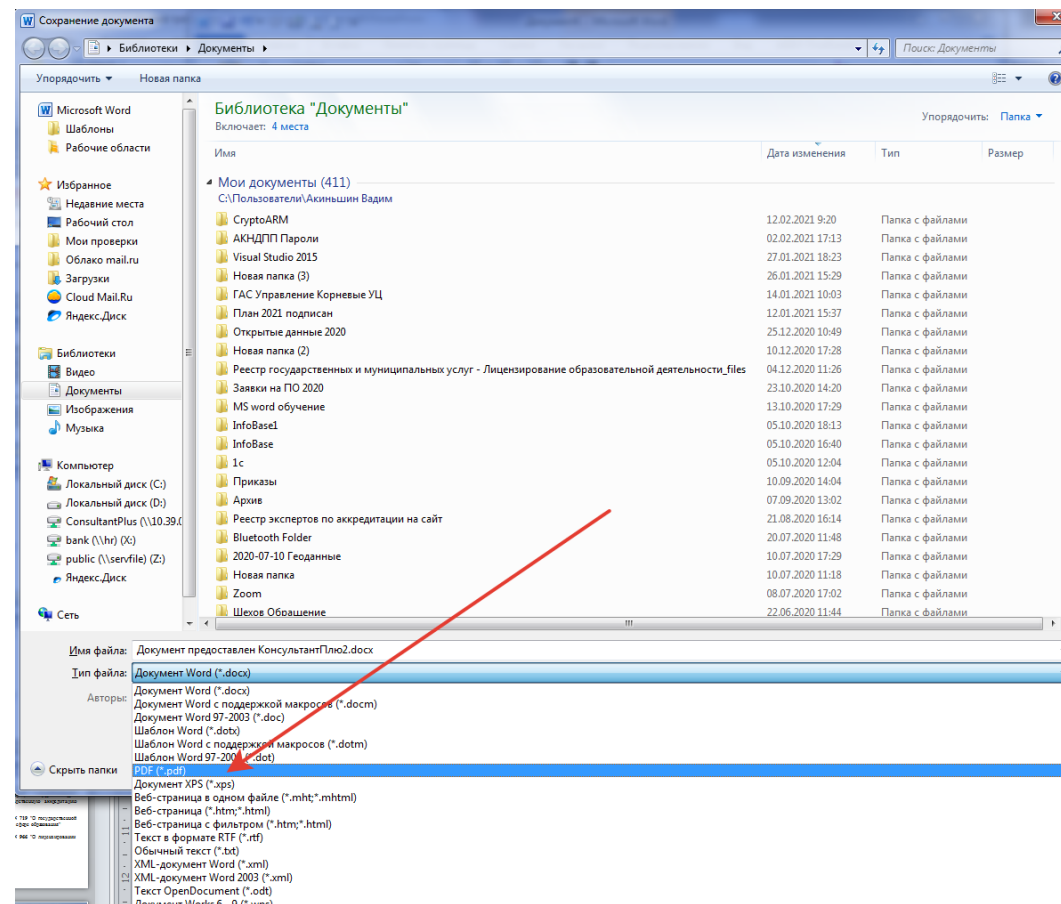 Сохранение документа
Библиотеки Документы
Поиск: Документы
Упорядочить Новая папка
Microsoft Word
Шаблоны
Рабочие области
Избранное
Недавние места
Рабочий стол
Мои проверки
Облако mail.ru
Загрузки
Cloud Mail.Ru
Яндекс.Диск
Библиотеки
Видео
Документы
Изображения
Музыка
Компьютер
Локальный диск (C:)
Локальный диск (D:)
ConsultantPlus (\\10.39.
bank (\\hr) (X:)
public (\\servfile) (Z:)
Яндекс.Диск
Сеть
Библиотека "Документы"
Включает: 4 места
Упорядочить: Папка
Имя Дата изменения Тип Размер
Мои документы (411)
C:\Пользователи\Акиньшин Вадим
CryptoARM 12.02.2021 9:20 Папка с файлами
АКНДПП Пароли 02.02.2021 17:13 Папка с файлами
Visual Studio 2015 27.01.2021 18:23 Папка с файлами
Новая папка (3) 26.01.2021 15:29 Папка с файлами
ГАС Управление Корневые УЦ 14.01.2021 10:03 Папка с файлами
План 2021 подписан 12.01.2021 15:37 Папка с файлами
Открытые данные 2020 25.12.2020 10:49 Папка с файлами
Новая папка (2) 10.12.2020 17:28 Папка с файлами
Реестр государственных и муниципальных услуг - Лицензирование образовательной деятельности_files 04.12.2020 11:26 Папка с файлами
Заявки на ПО 2020 23.10.2020 14:20 Папка с файлами
MS word обучение 13.10.2020 17:29 Папка с файлами
InfoBase1 05.10.2020 18:13 Папка с файлами
InfoBase 05.10.2020 16:40 Папка с файлами
1с 05.10.2020 12:04 Папка с файлами
Приказы 10.09.2020 14:04 Папка с файлами
Архив 07.09.2020 13:02 Папка с файлами
Реестр экспертов по аккредитации на сайт 21.08.2020 16:14 Папка с файлами
Bluetooth Folder 20.07.2020 11:48 Папка с файлами
2020-07-10 Геоданные 10.07.2020 17:29 Папка с файлами
Новая папка 10.07.2020 11:18 Папка с файлами
Zoom 08.07.2020 17:02 Папка с файлами
Шехов Обращение 22.06.2020 11:44 Папка с файлами
Имя файла: Документ предоставлен КонсультантПлю2.docx
Тип файла: Документ Word (*.docx)
Авторы:
Скрыть папки
Документ Word (*.docx)
Документ Word с поддержкой макросов (*.docm)
Документ Word 97-2003 (*.doc)
Шаблон Word (*.dotx)
Шаблон Word с поддержкой макросов (*.dotm)
Шаблон Word 97-2003 (*.dot)
PDF (*.pdf)
Документ XPS (*.xps)
Веб-страница в одном файле (*.mht;*.mhtml)
Веб-страница (*.htm;*.html)
Веб-страница с фильтром (*.htm;*.html)
Текст в формате RTF (*.rtf)
Обычный текст (*.txt)
XML-документ Word (*.xml)
XML-документ Word 2003 (*.xml)
Текст OpenDocument (*.odt)
Документ Works 6 - 9 (*.wps)
11
12